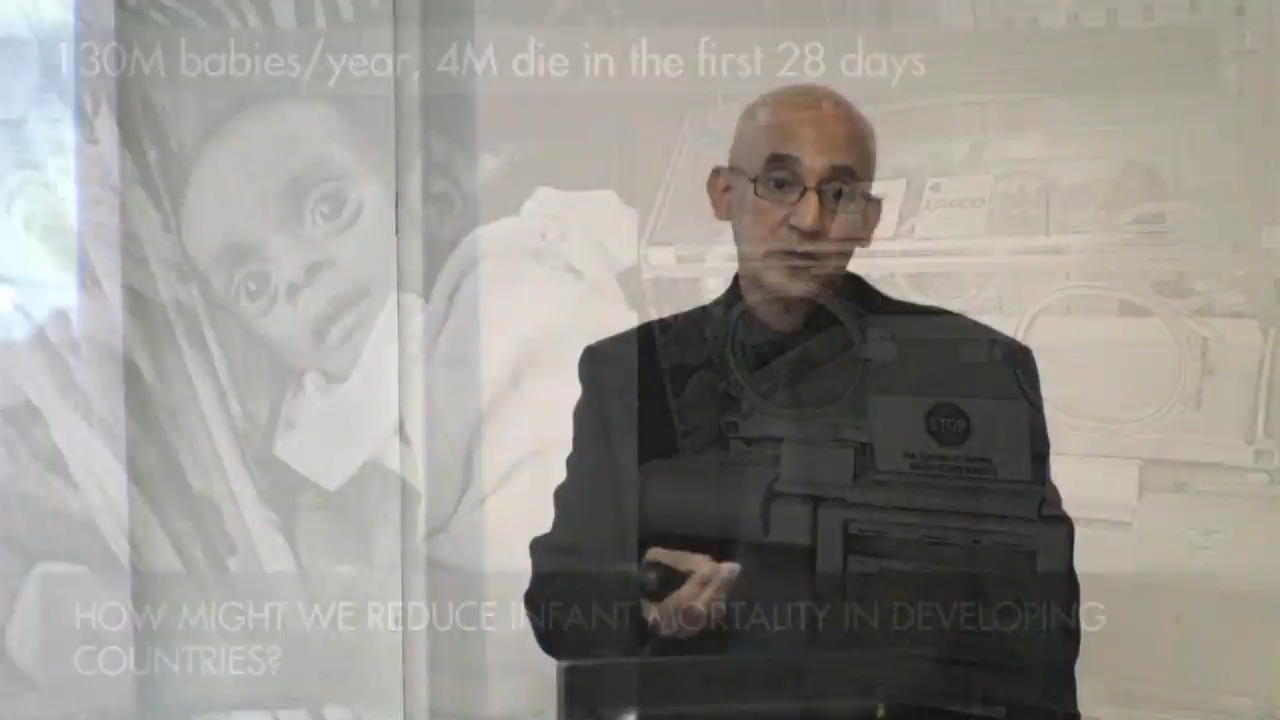 130M babies/year, 4M die in the first 28 days
STOP
HOW MIGHT WE REDUCE INFANT MORTALITY IN DEVELOPING
COUNTRIES?